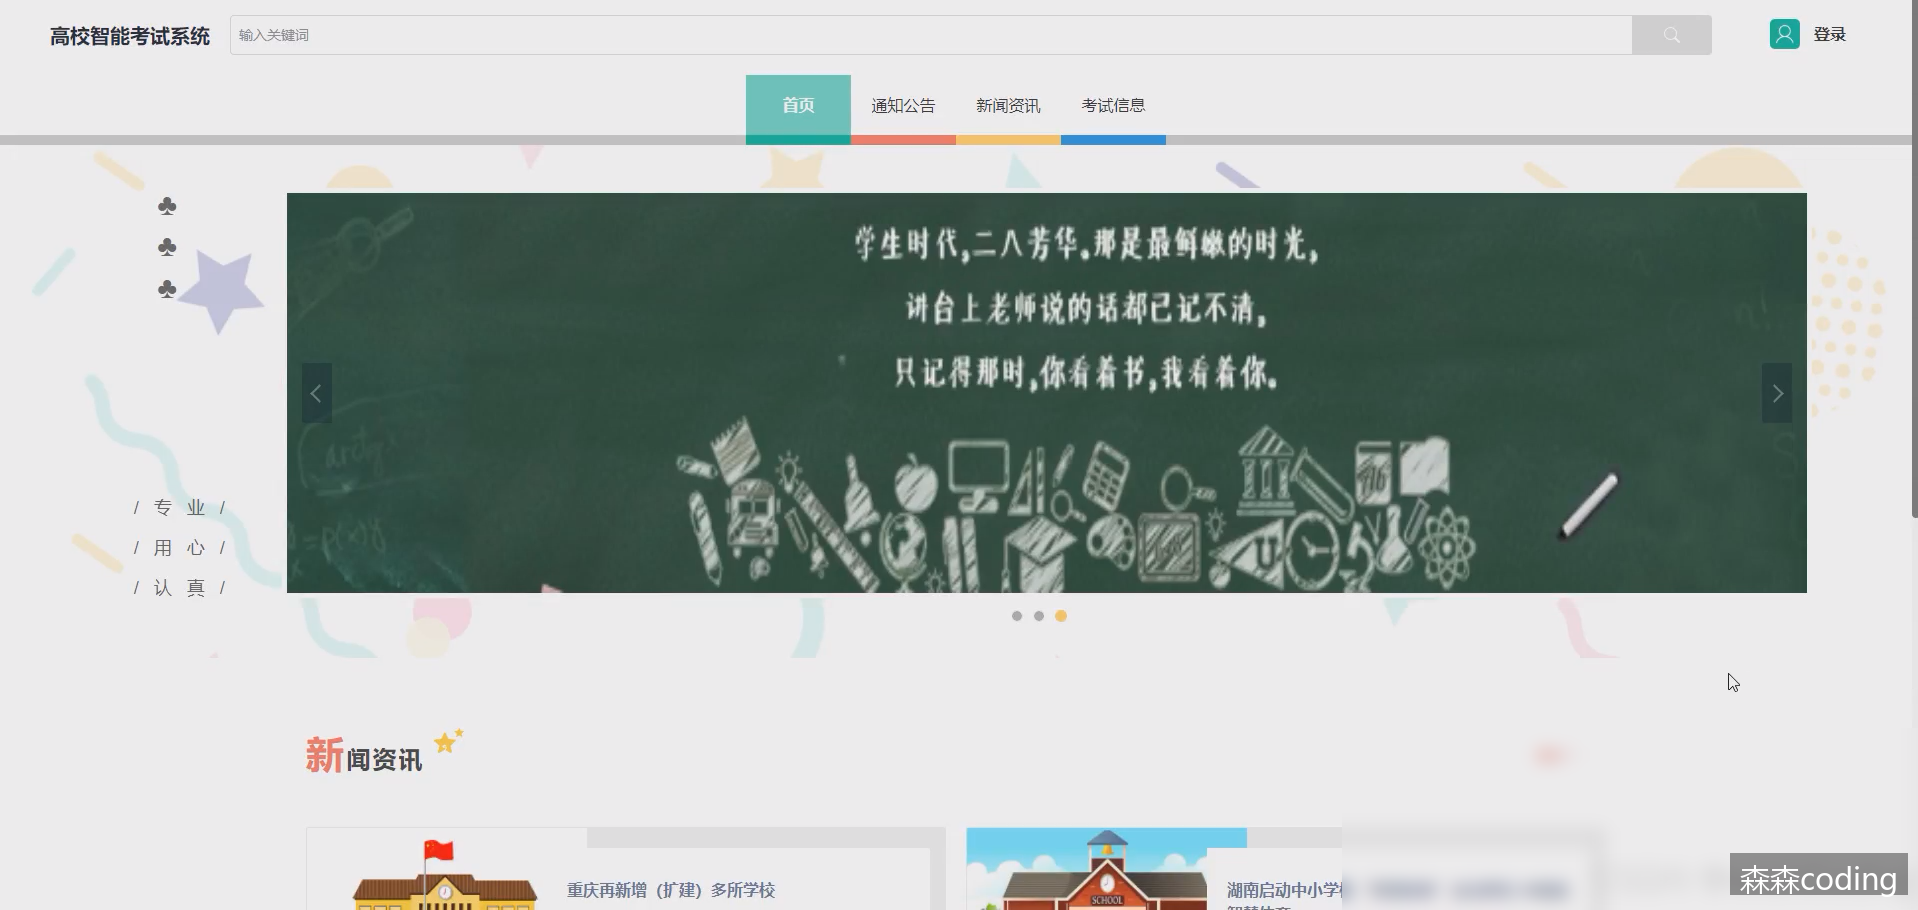 高校智能考试系统
输入关键词
登录
首页
通知公告
新闻资讯
考试信息
学生时代,二八芳华。那是最鲜嫩的时光,
讲台上老师说的话都已记不清,
只记得那时,你看着书,我看着你。
/ 专 业 /
/ 用 心 /
/ 认 真 /
新闻资讯
重庆再新增（扩建）多所学校
湖南启动中小学
SCHOOL
森森coding